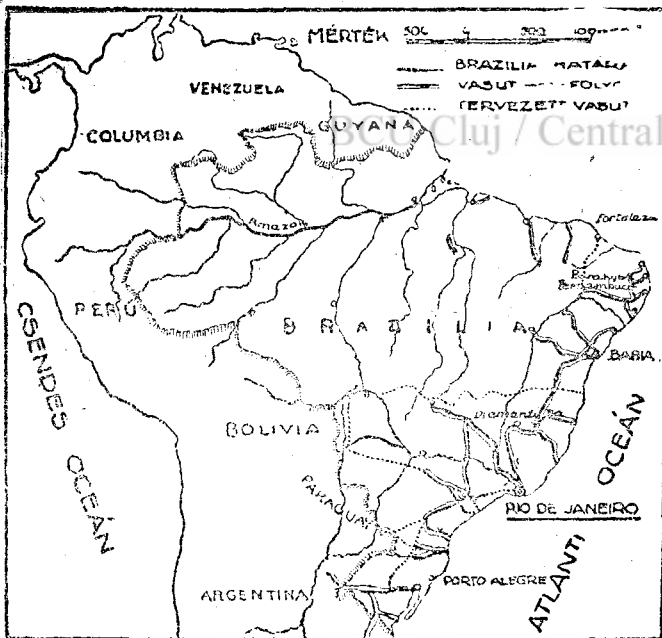 MÉRTÉK
BRAZILIA HATÁRA
VASUT FOLYÓ
TERVEZETT VASUT
VENEZUELA
COLUMBIA
GUYANA
BCU Cluj / Central
Amazon
Fortaleza
PERU
BRAZILIA
BAHIA
BOLIVIA
PARAGUAY
CSENDES OCEÁN
RIO DE JANEIRO
ARGENTINA
PORTO ALEGRE
ATLANTI OCEÁN